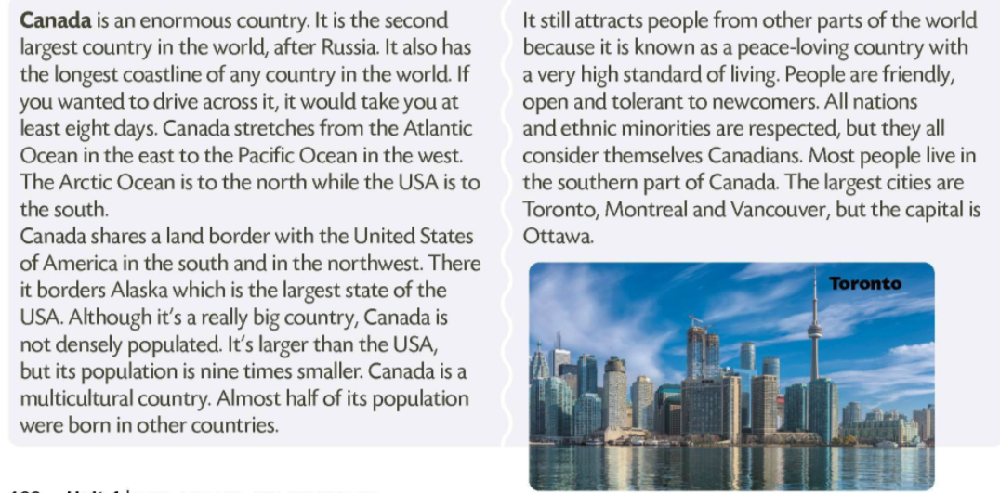 Canada is an enormous country. It is the second
largest country in the world, after Russia. It also has
the longest coastline of any country in the world. If
you wanted to drive across it, it would take you at
least eight days. Canada stretches from the Atlantic
Ocean in the east to the Pacific Ocean in the west.
The Arctic Ocean is to the north while the USA is to
the south.
Canada shares a land border with the United States
of America in the south and in the northwest. There
it borders Alaska which is the largest state of the
USA. Although it's a really big country, Canada is
not densely populated. It's larger than the USA,
but its population is nine times smaller. Canada is a
multicultural country. Almost half of its population
were born in other countries.
It still attracts people from other parts of the world
because it is known as a peace-loving country with
a very high standard of living. People are friendly,
open and tolerant to newcomers. All nations
and ethnic minorities are respected, but they all
consider themselves Canadians. Most people live in
the southern part of Canada. The largest cities are
Toronto, Montreal and Vancouver, but the capital is
Ottawa.
Toronto